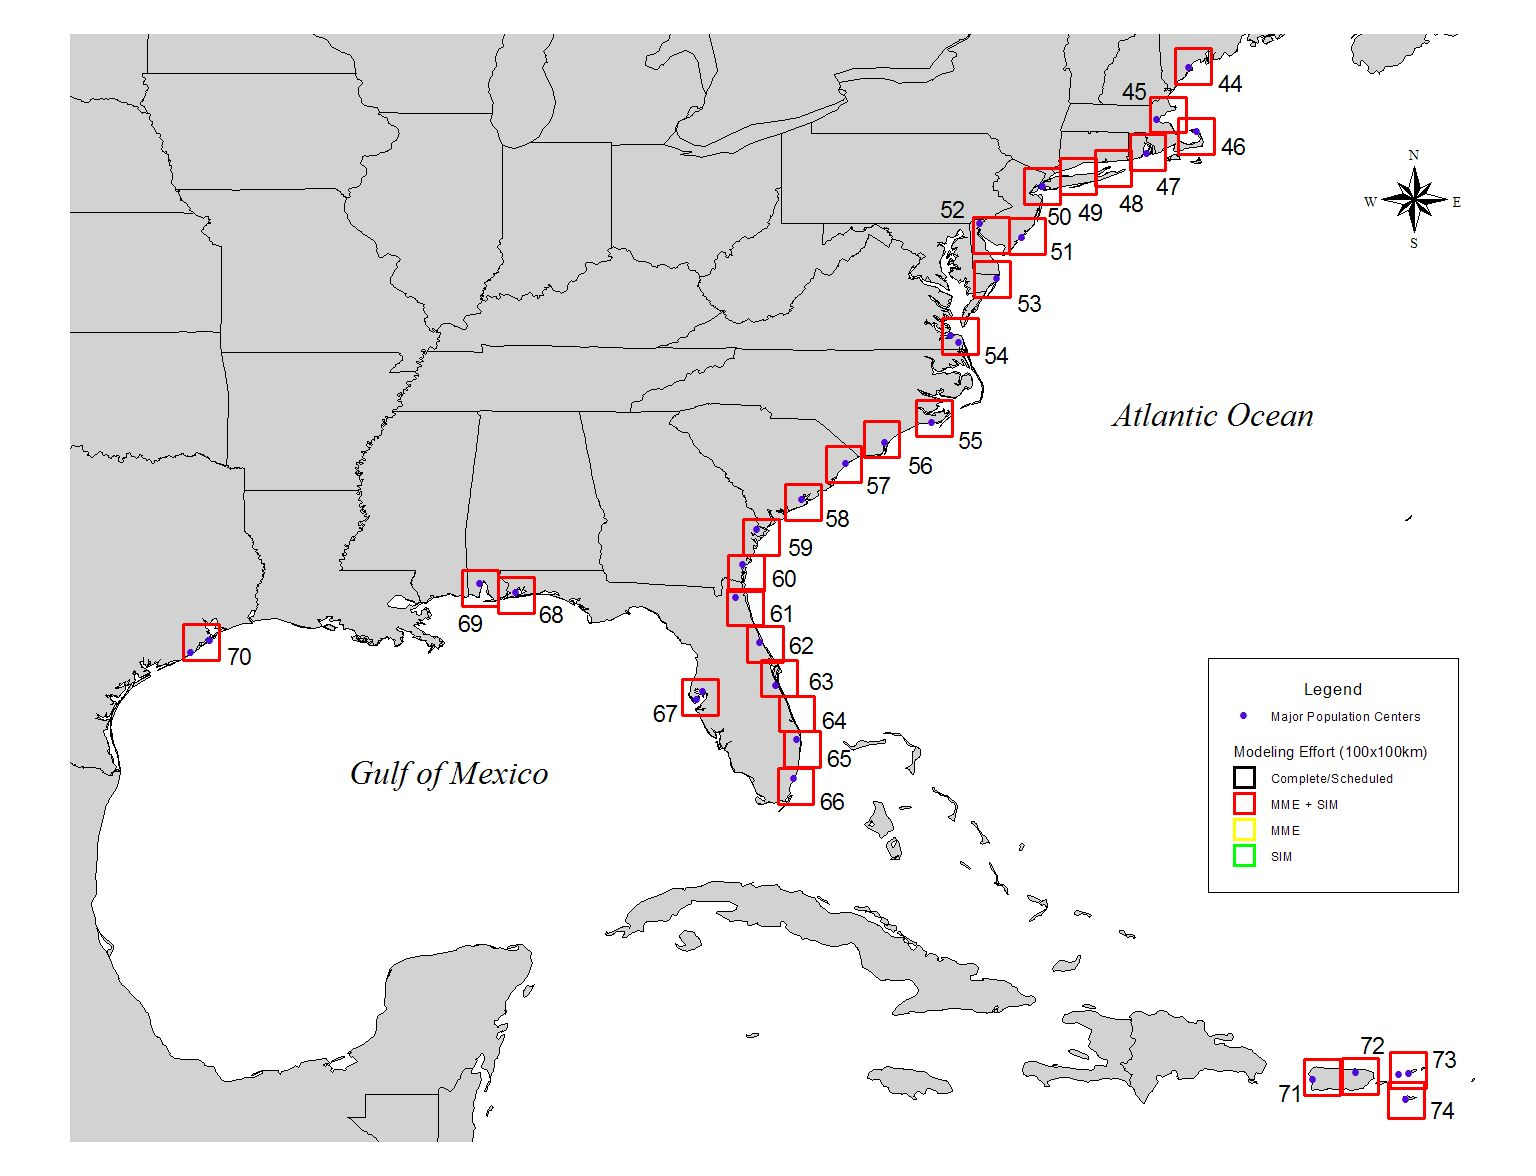 44
45
46
N
47
W E
48
52
50 49
S
51
53
54
Atlantic Ocean
55
56
57
58
59
60
61
69 68
62
70
Legend
63
67
Major Population Centers
64
Modeling Effort (100x100km)
65
Gulf of Mexico
Complete/Scheduled
66
MME + SIM
MME
SIM
72
73
71
74